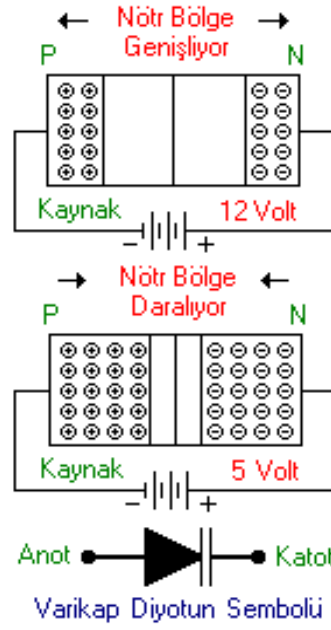 ← Nötr Bölge →
Genişliyor
P N
Kaynak 12 Volt
- +
→ Nötr Bölge ←
Daralıyor
P N
Kaynak 5 Volt
- +
Anot Katot
Varikap Diyotun Sembolü